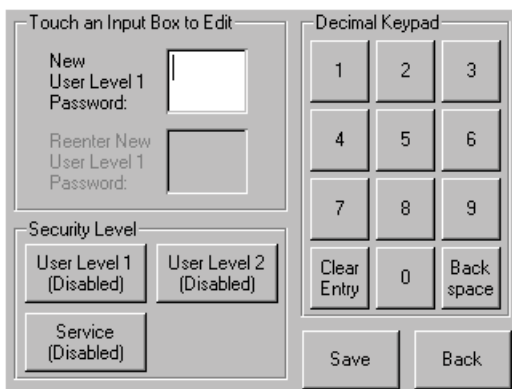 Touch an Input Box to Edit
New
User Level 1
Password:
Reenter New
User Level 1
Password:
Security Level
User Level 1
(Disabled)
User Level 2
(Disabled)
Service
(Disabled)
Decimal Keypad
1 2 3
4 5 6
7 8 9
Clear
Entry
0
Back
space
Save
Back